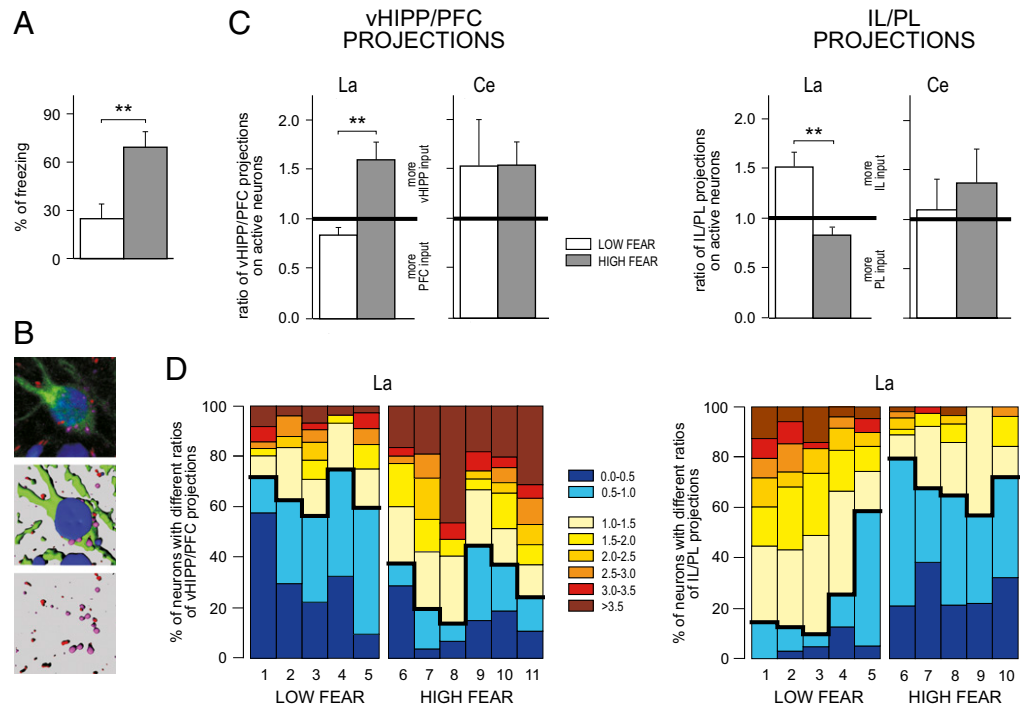 A
% of freezing
90
60
30
0
**
B
C
vHIPP/PFC
PROJECTIONS
La
Ce
ratio of vHIPP/PFC projections
on active neurons
2.0
1.5
1.0
0.5
0.0
**
more
vHIPP input
more
PFC input
LOW FEAR
HIGH FEAR
IL/PL
PROJECTIONS
La
Ce
ratio of IL/PL projections
on active neurons
2.0
1.5
1.0
0.5
0.0
**
more
IL input
more
PL input
D
La
% of neurons with different ratios
of vHIPP/PFC projections
100
80
60
40
20
0
1 2 3 4 5 6 7 8 9 10 11
LOW FEAR HIGH FEAR
0.0-0.5
0.5-1.0
1.0-1.5
1.5-2.0
2.0-2.5
2.5-3.0
3.0-3.5
>3.5
La
% of neurons with different ratios
of IL/PL projections
100
80
60
40
20
0
1 2 3 4 5 6 7 8 9 10
LOW FEAR HIGH FEAR